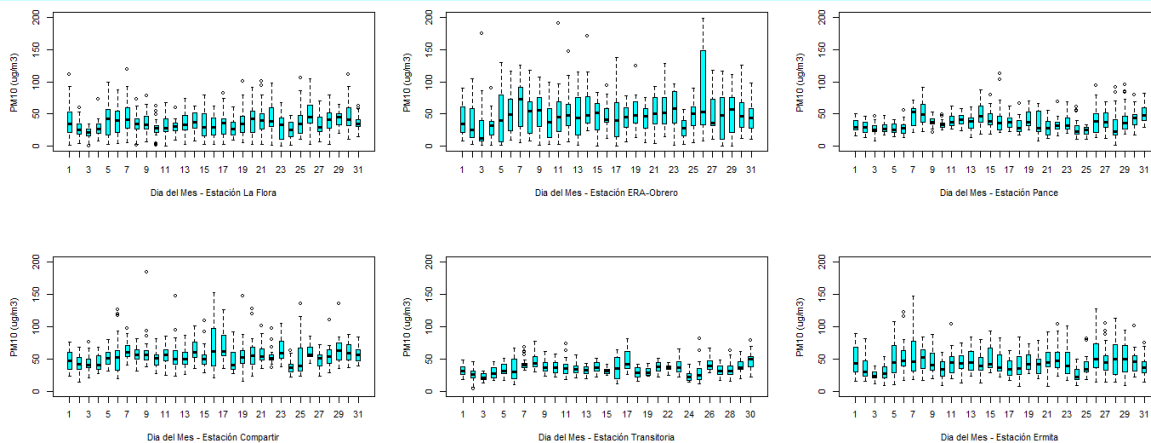 200
150
100
50
0
PM10 (ug/m3)
1 3 5 7 9 11 13 15 17 19 21 23 25 27 29 31
Dia del Mes - Estación La Flora
200
150
100
50
0
PM10 (ug/m3)
1 3 5 7 9 11 13 15 17 19 21 23 25 27 29 31
Dia del Mes - Estación ERA-Obrero
200
150
100
50
0
PM10 (ug/m3)
1 3 5 7 9 11 13 15 17 19 21 23 25 27 29 31
Dia del Mes - Estación Pance
200
150
100
50
0
PM10 (ug/m3)
1 3 5 7 9 11 13 15 17 19 21 23 25 27 29 31
Dia del Mes - Estación Compartir
200
150
100
50
0
PM10 (ug/m3)
1 3 5 7 9 11 13 15 17 19 22 24 26 28 30
Dia del Mes - Estación Transitoria
200
150
100
50
0
PM10 (ug/m3)
1 3 5 7 9 11 13 15 17 19 21 23 25 27 29 31
Dia del Mes - Estación Ermita